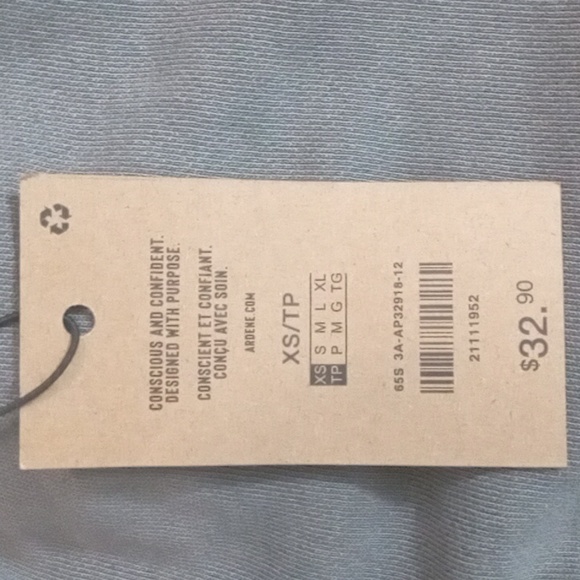 CONSCIOUS AND CONFIDENT.
DESIGNED WITH PURPOSE.
CONSCIENT ET CONFIANT.
CONÇU AVEC SOIN.
ARDENE.COM
XS/TP
XS S M L XL
TP P M G TG
65S 3A-AP32918-12
21111952
$32.90